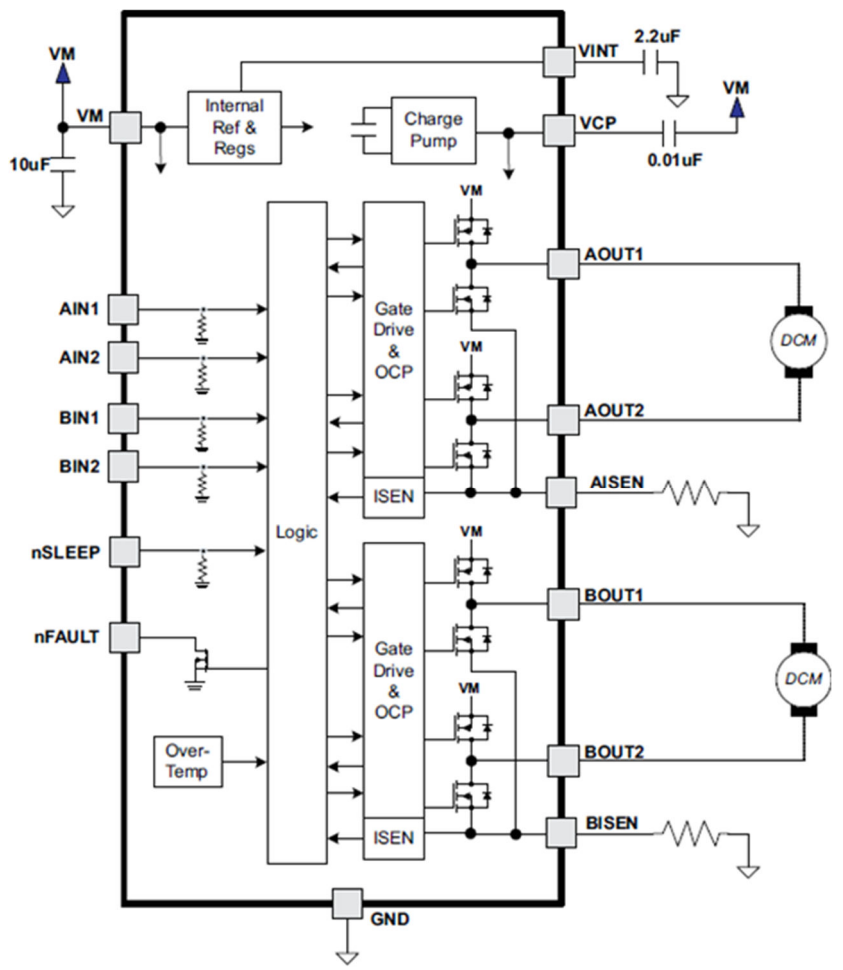 VM
VM
10uF
Internal
Ref &
Regs
Charge
Pump
VINT
2.2uF
VCP
VM
0.01uF
AIN1
AIN2
BIN1
BIN2
nSLEEP
nFAULT
Over-
Temp
Logic
Gate
Drive
&
OCP
ISEN
VM
VM
AOUT1
DCM
AOUT2
AISEN
Gate
Drive
&
OCP
ISEN
VM
VM
BOUT1
DCM
BOUT2
BISEN
GND